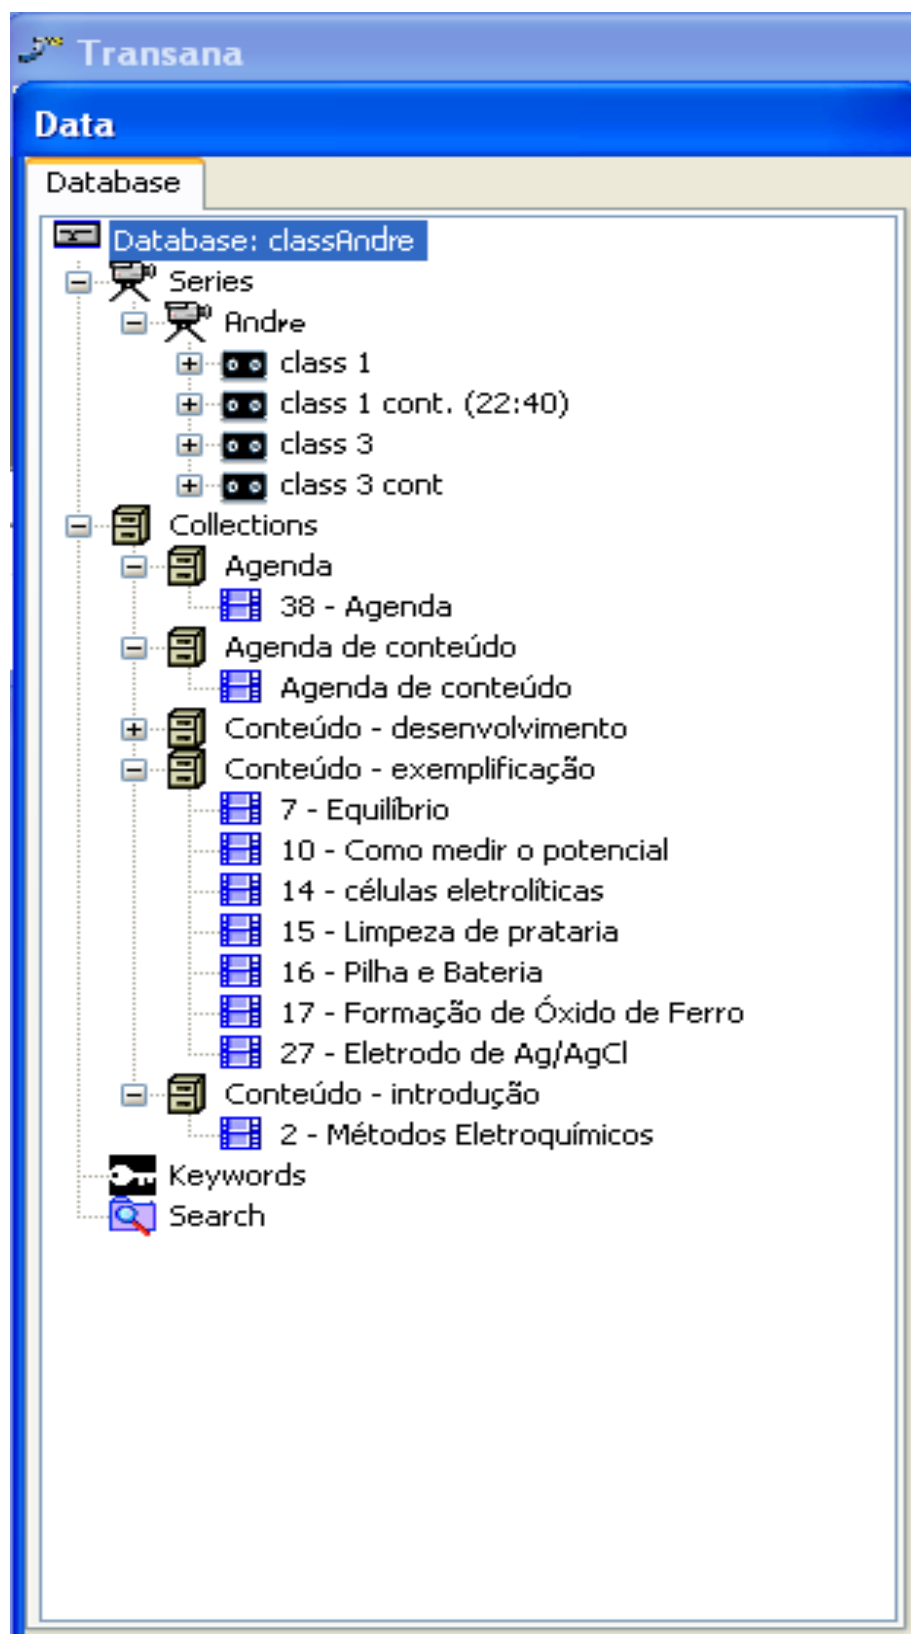 Transana
Data
Database
Database: classAndre
Series
Andre
class 1
class 1 cont. (22:40)
class 3
class 3 cont
Collections
Agenda
38 - Agenda
Agenda de conteúdo
Agenda de conteúdo
Conteúdo - desenvolvimento
Conteúdo - exemplificação
7 - Equilíbrio
10 - Como medir o potencial
14 - células eletrolíticas
15 - Limpeza de prataria
16 - Pilha e Bateria
17 - Formação de Óxido de Ferro
27 - Eletrodo de Ag/AgCl
Conteúdo - introdução
2 - Métodos Eletroquímicos
Keywords
Search